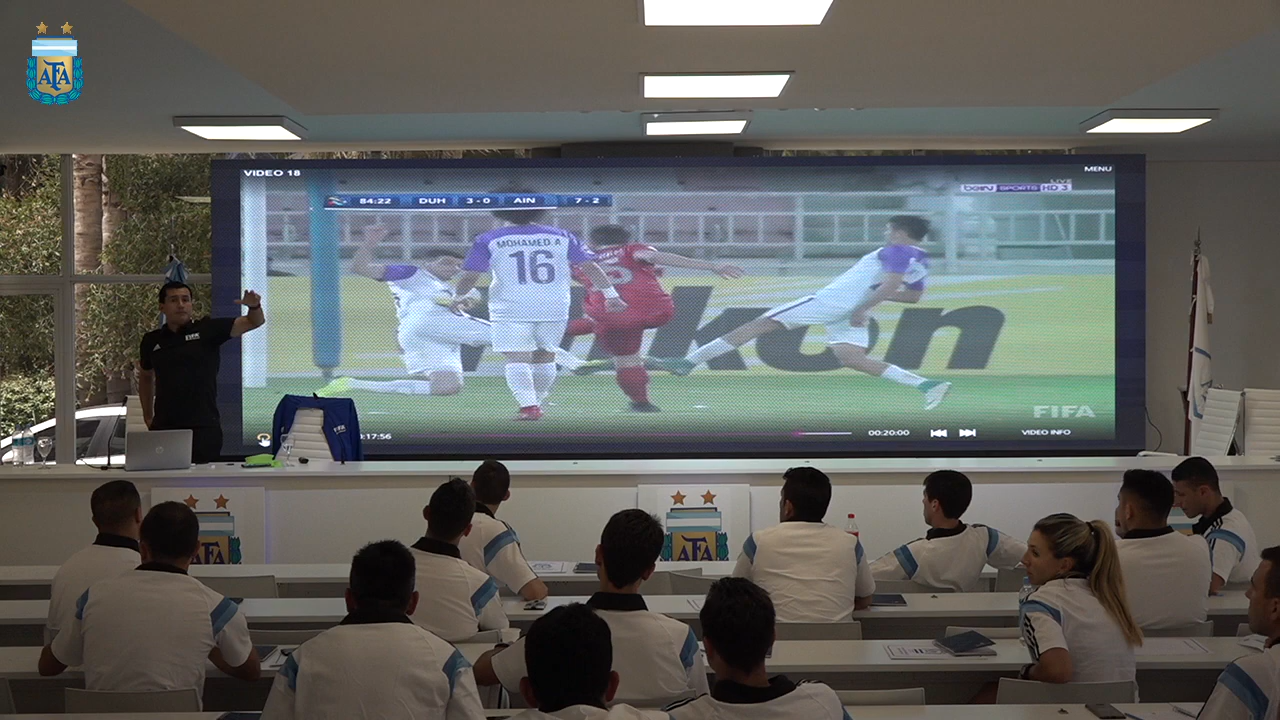 AFA
VIDEO 18
MENU
LIVE
beIN SPORTS HD 3
84:22 DUH 3 - 0 AIN 7 - 2
MOHAMED.A
16
FIFA
kon
FIFA
:17:56
00:20:00
VIDEO INFO
AFA
AFA